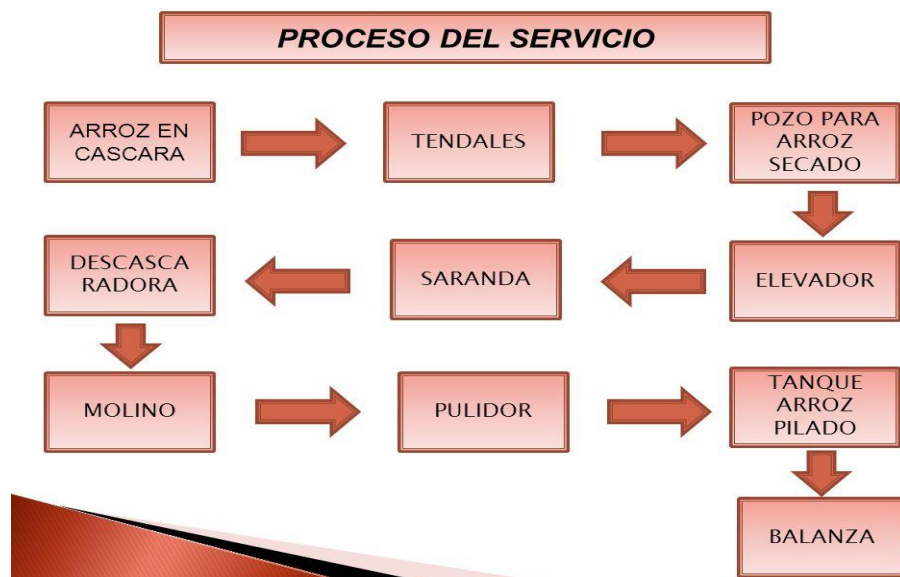 PROCESO DEL SERVICIO
ARROZ EN
CASCARA
TENDALES
POZO PARA
ARROZ
SECADO
DESCASCA
RADORA
SARANDA
ELEVADOR
MOLINO
PULIDOR
TANQUE
ARROZ
PILADO
BALANZA